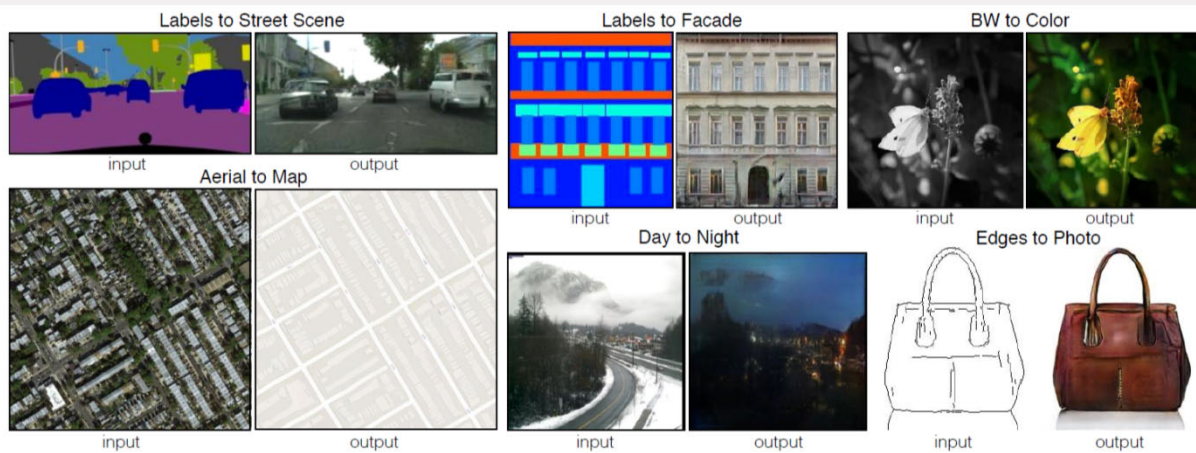 Labels to Street Scene
input
output
Aerial to Map
input
output
Labels to Facade
input
output
BW to Color
input
output
Day to Night
input
output
Edges to Photo
input
output